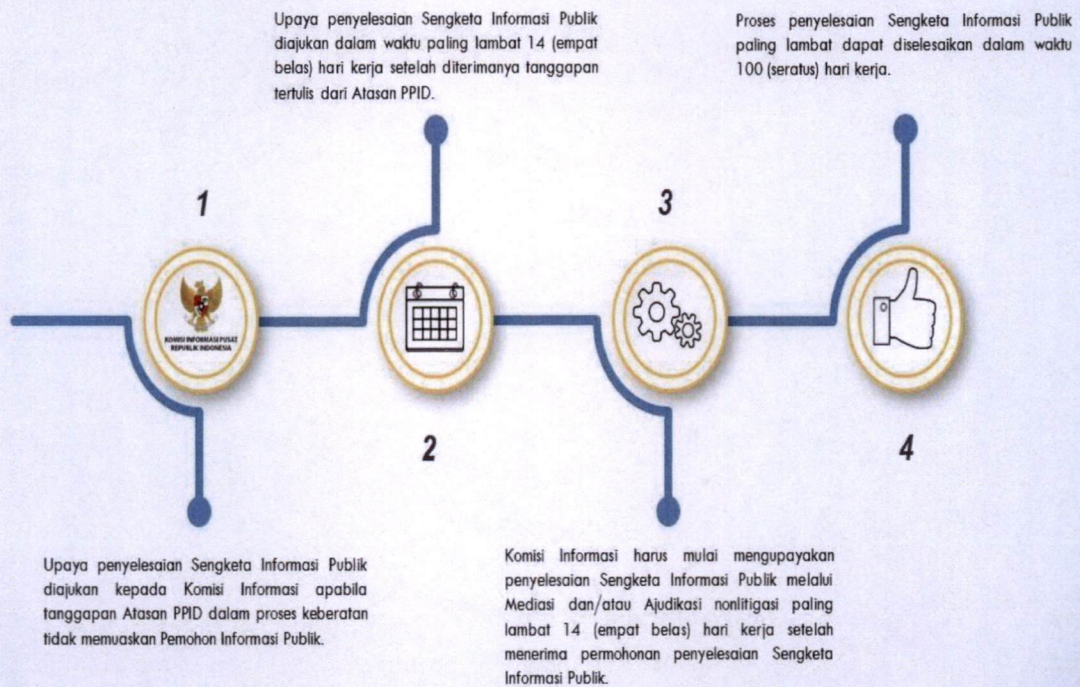 Upaya penyelesaian Sengketa Informasi Publik
diajukan dalam waktu paling lambat 14 (empat
belas) hari kerja setelah diterimanya tanggapan
tertulis dari Atasan PPID.
Proses penyelesaian Sengketa Informasi Publik
paling lambat dapat diselesaikan dalam waktu
100 (seratus) hari kerja.
1
3
KOMISI INFORMASI PUSAT
REPUBLIK INDONESIA
2
4
Upaya penyelesaian Sengketa Informasi Publik
diajukan kepada Komisi Informasi apabila
tanggapan Atasan PPID dalam proses keberatan
tidak memuaskan Pemohon Informasi Publik.
Komisi Informasi harus mulai mengupayakan
penyelesaian Sengketa Informasi Publik melalui
Mediasi dan/atau Ajudikasi nonlitigasi paling
lambat 14 (empat belas) hari kerja setelah
menerima permohonan penyelesaian Sengketa
Informasi Publik.